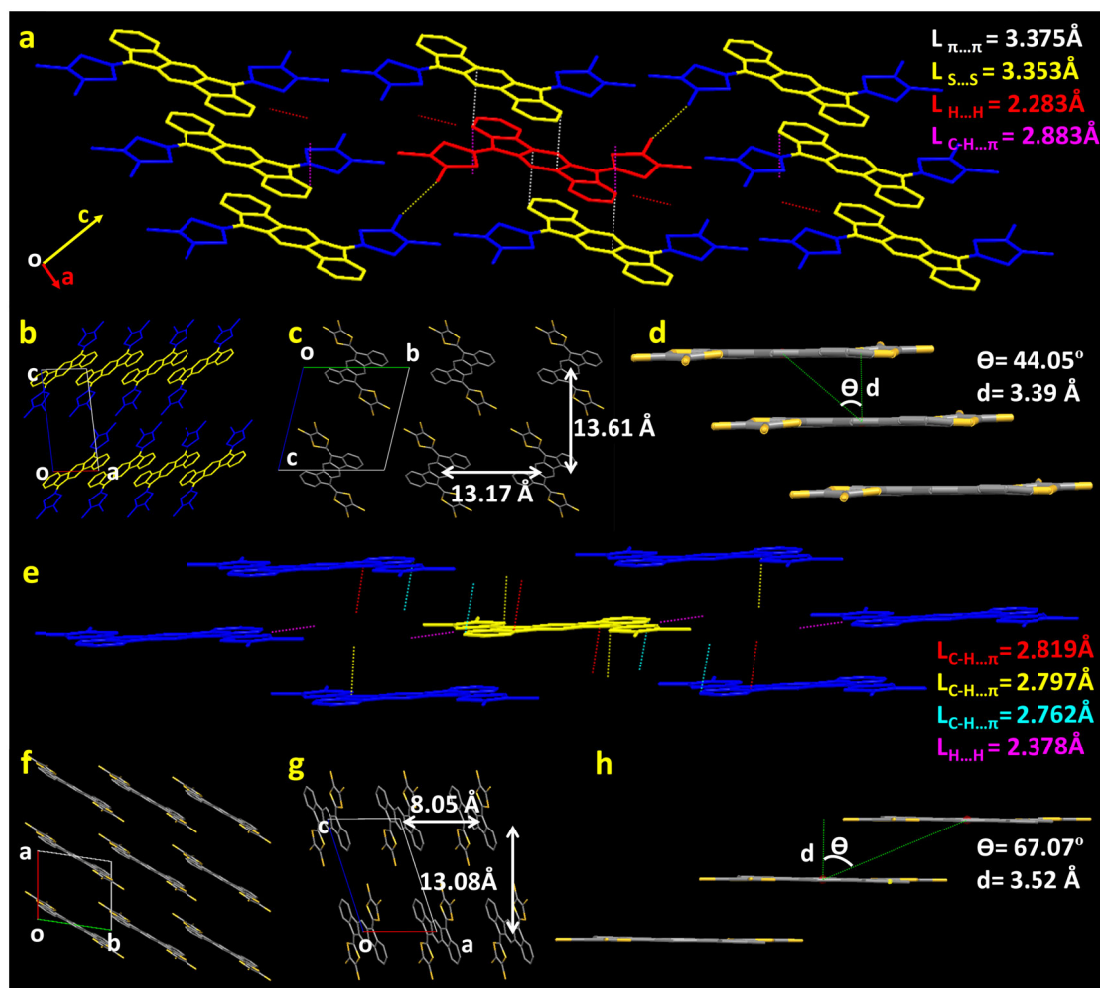 a
L π...π = 3.375Å
L S...S = 3.353Å
L H...H = 2.283Å
L C-H...π = 2.883Å
c
o
a
b
c
o
a
c
o
b
c
13.61 Å
13.17 Å
d
Θ
d
Θ= 44.05°
d= 3.39 Å
e
L C-H...π = 2.819Å
L C-H...π = 2.797Å
L C-H...π = 2.762Å
L H...H = 2.378Å
f
a
o
b
g
c
8.05 Å
13.08Å
o
a
h
d
Θ
Θ= 67.07°
d= 3.52 Å